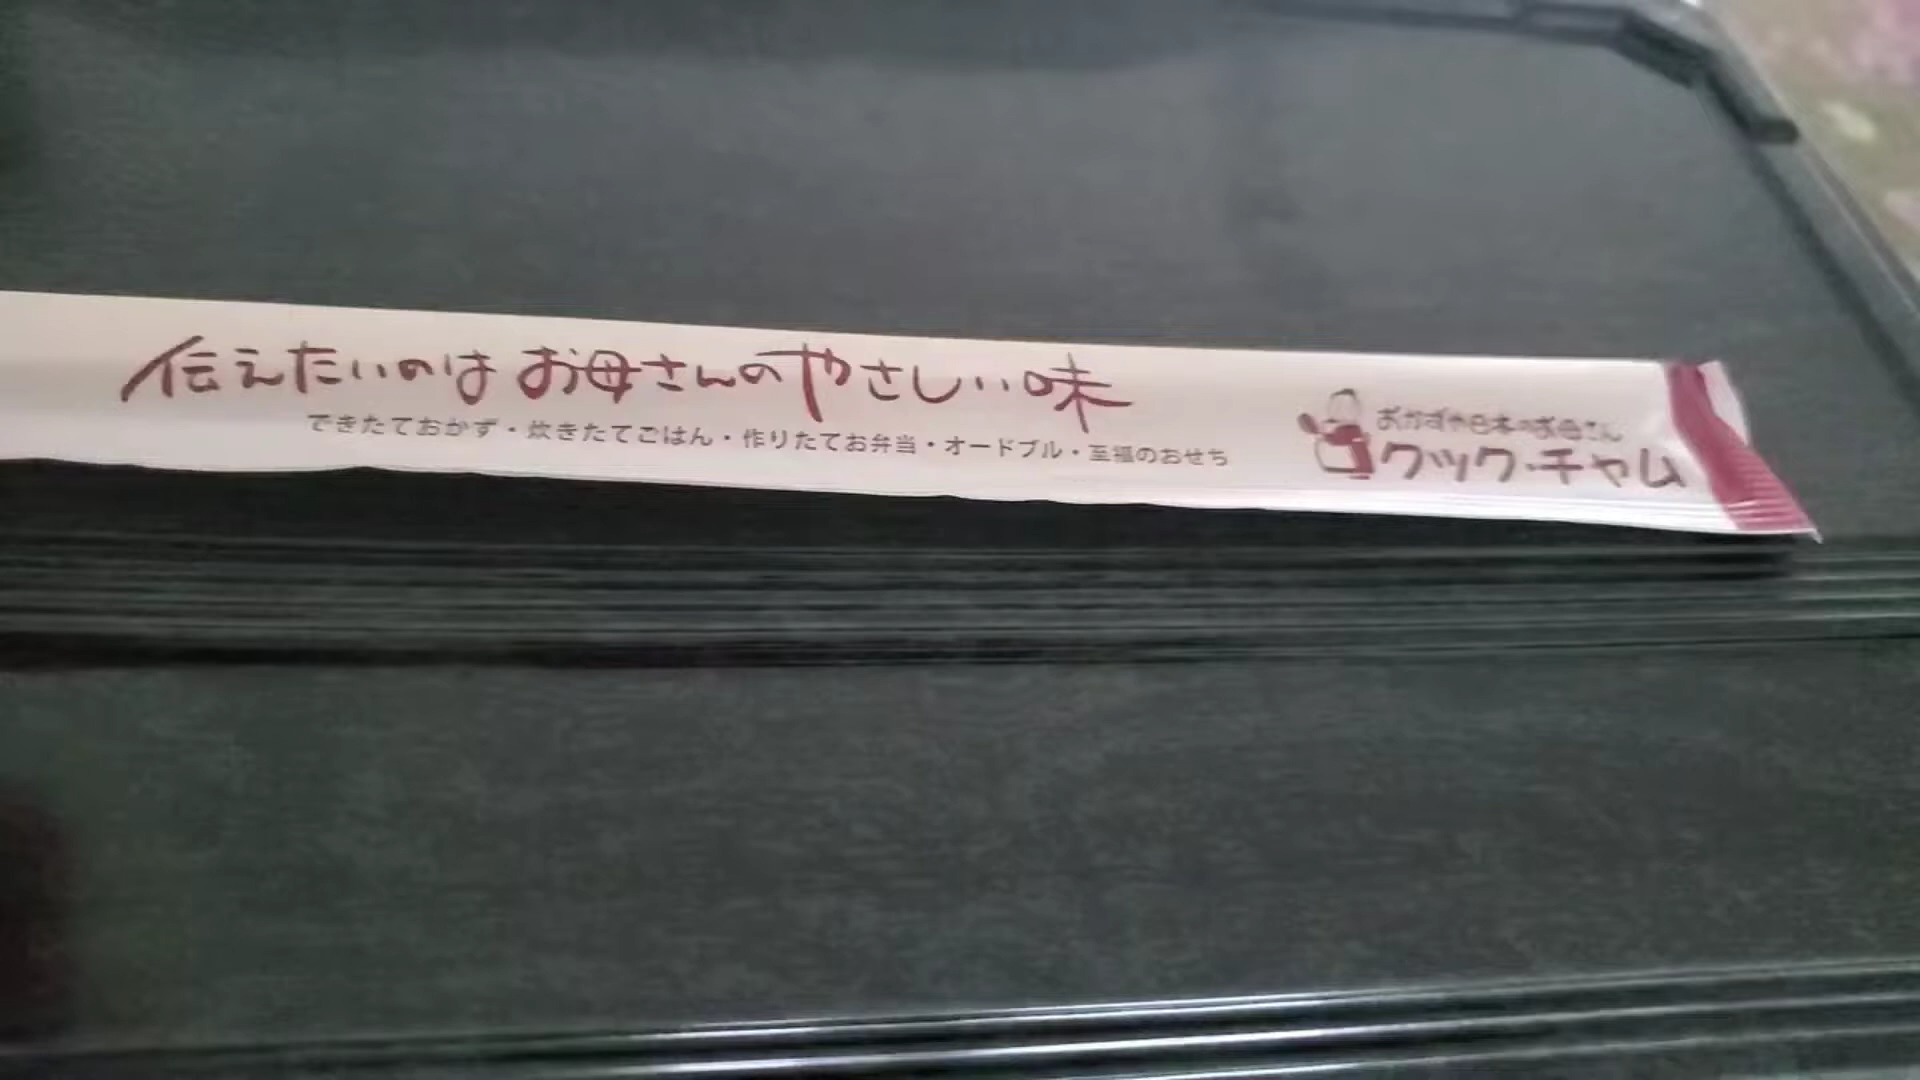 伝えたいのは お母さんのやさしい味
できたておかず・炊きたてごはん・作りたてお弁当・オードブル・至福のおせち
おかずや日本のお母さん
クック・チャム